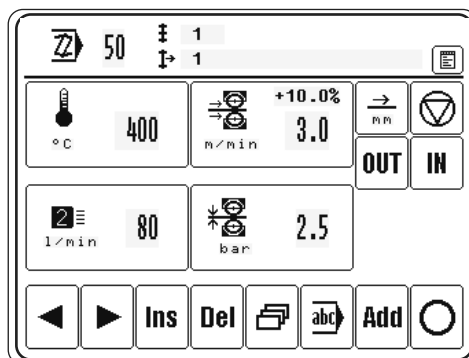 50
1
1
°C
400
+10.0%
m/min
3.0
mm
OUT
IN
2
l/min
80
bar
2.5
Ins
Del
abc
Add